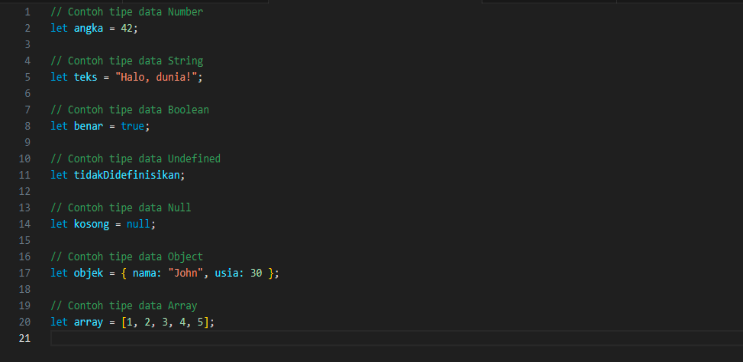 1 // Contoh tipe data Number
2 let angka = 42;
3
4 // Contoh tipe data String
5 let teks = "Halo, dunia!";
6
7 // Contoh tipe data Boolean
8 let benar = true;
9
10 // Contoh tipe data Undefined
11 let tidakDidefinisikan;
12
13 // Contoh tipe data Null
14 let kosong = null;
15
16 // Contoh tipe data Object
17 let objek = { nama: "John", usia: 30 };
18
19 // Contoh tipe data Array
20 let array = [1, 2, 3, 4, 5];
21